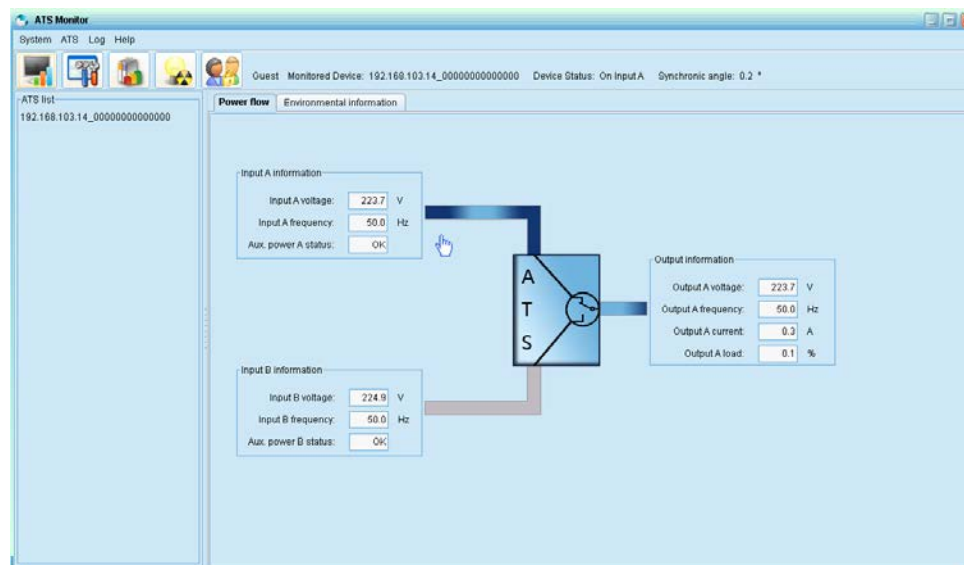 ATS Monitor
System ATS Log Help
Guest Monitored Device: 192.168.103.14_00000000000000 Device Status: On Input A Synchronic angle: 0.2 °
ATS list
192.168.103.14_00000000000000
Power flow Environmental information
Input A information
Input A voltage: 223.7 V
Input A frequency: 50.0 Hz
Aux. power A status: OK
A
T
S
Output information
Output A voltage: 223.7 V
Output A frequency: 50.0 Hz
Output A current: 0.3 A
Output A load: 0.1 %
Input B information
Input B voltage: 224.9 V
Input B frequency: 50.0 Hz
Aux. power B status: OK